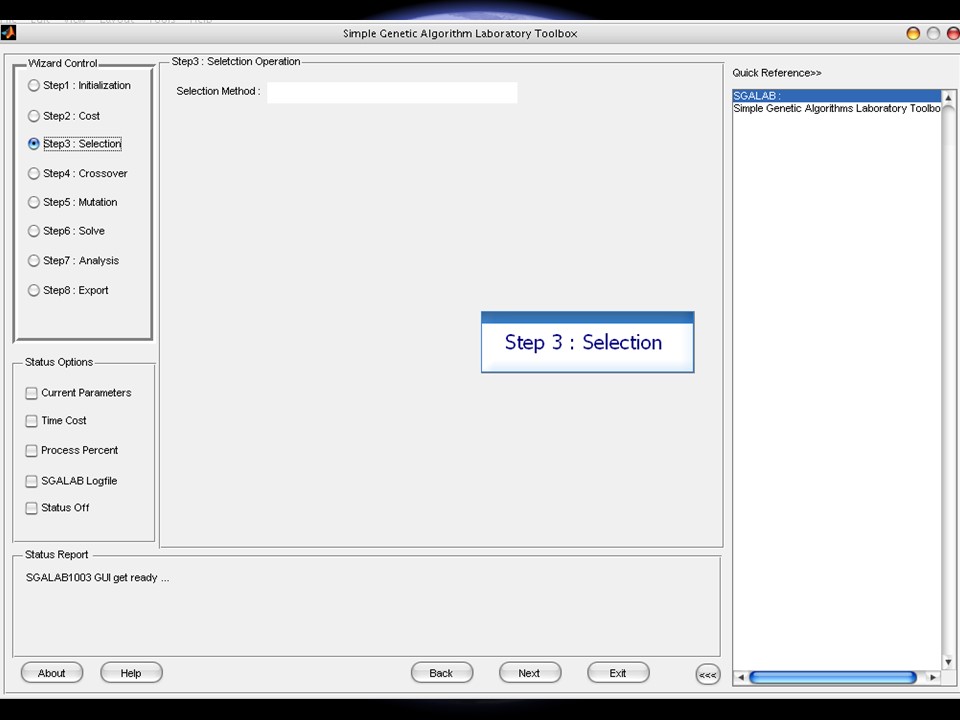 Simple Genetic Algorithm Laboratory Toolbox
Wizard Control
Step1 : Initialization
Step2 : Cost
Step3 : Selection
Step4 : Crossover
Step5 : Mutation
Step6 : Solve
Step7 : Analysis
Step8 : Export
Step3 : Seletction Operation
Selection Method :
Step 3 : Selection
Quick Reference>>
SGALAB :
Simple Genetic Algorithms Laboratory Toolbo
Status Options
Current Parameters
Time Cost
Process Percent
SGALAB Logfile
Status Off
Status Report
SGALAB1003 GUI get ready ...
About
Help
Back
Next
Exit
<<<